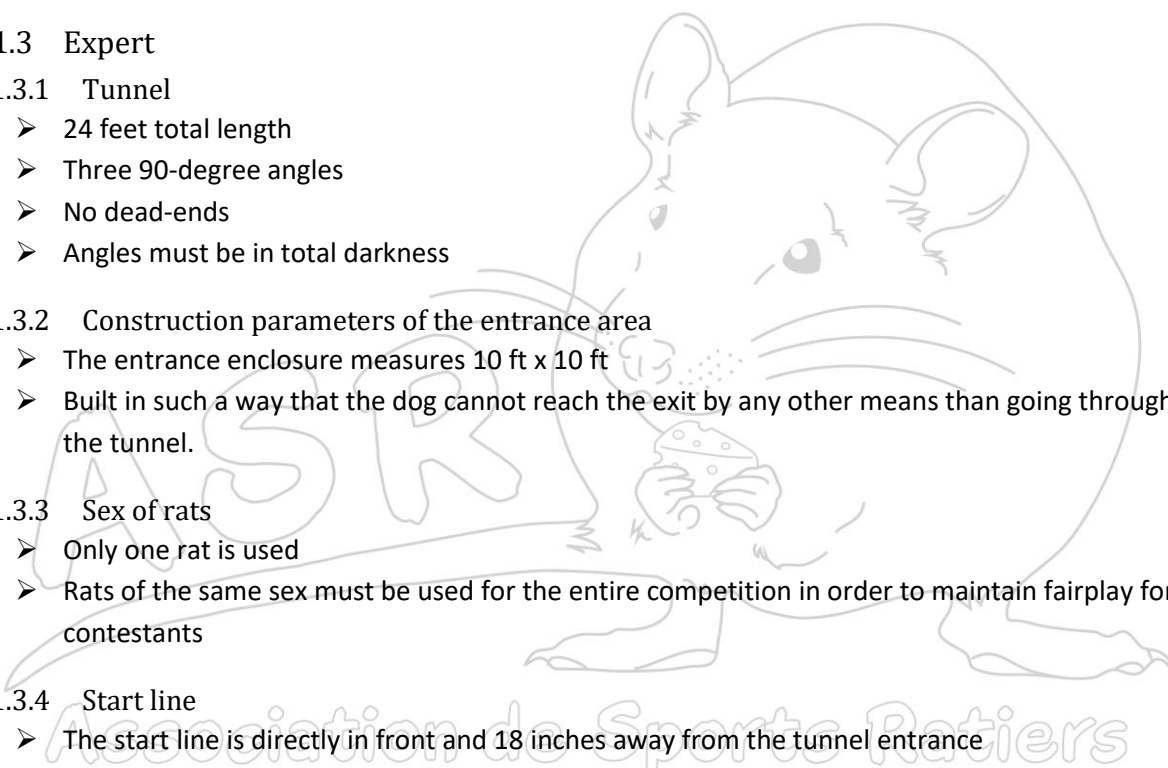 1.3 Expert
.3.1 Tunnel
➢ 24 feet total length
➢ Three 90-degree angles
➢ No dead-ends
➢ Angles must be in total darkness
.3.2 Construction parameters of the entrance area
➢ The entrance enclosure measures 10 ft x 10 ft
➢ Built in such a way that the dog cannot reach the exit by any other means than going through
the tunnel.
.3.3 Sex of rats
➢ Only one rat is used
➢ Rats of the same sex must be used for the entire competition in order to maintain fairplay for
contestants
.3.4 Start line
➢ The start line is directly in front and 18 inches away from the tunnel entrance
ASR
Association de Sports Ratiers